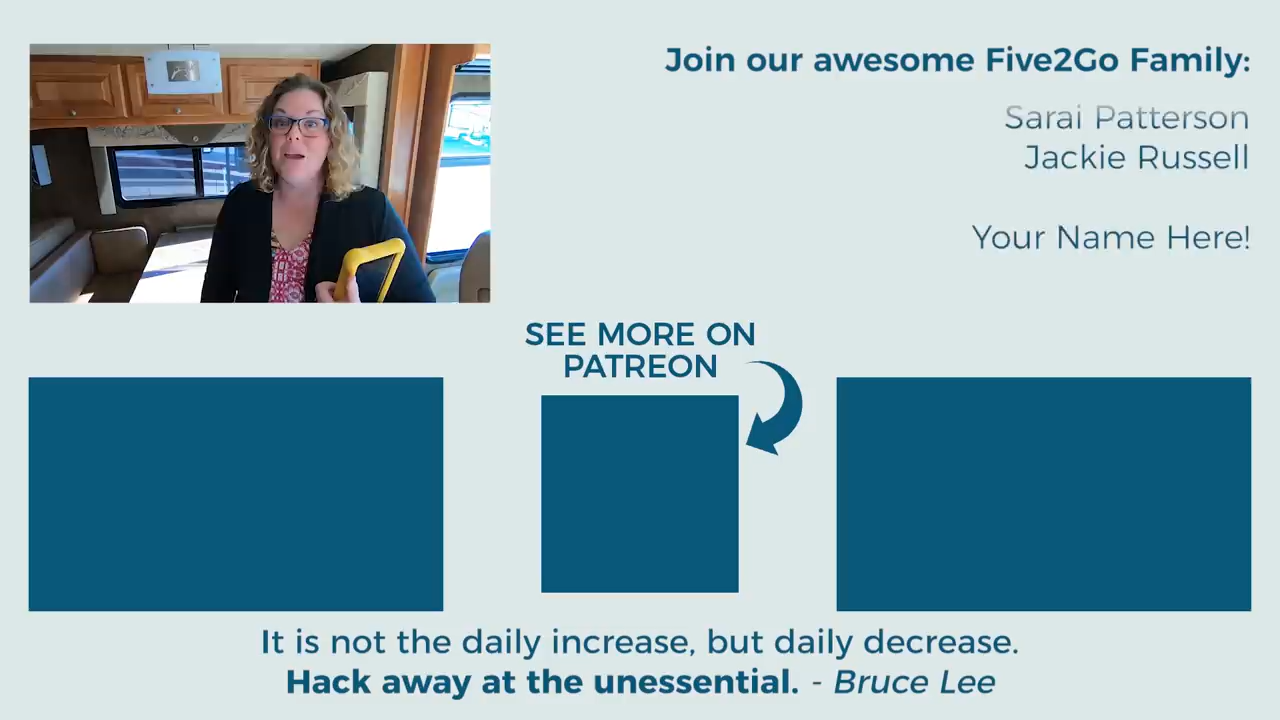 Join our awesome Five2Go Family:
Sarai Patterson
Jackie Russell
Your Name Here!
SEE MORE ON
PATREON
It is not the daily increase, but daily decrease.
Hack away at the unessential. - Bruce Lee